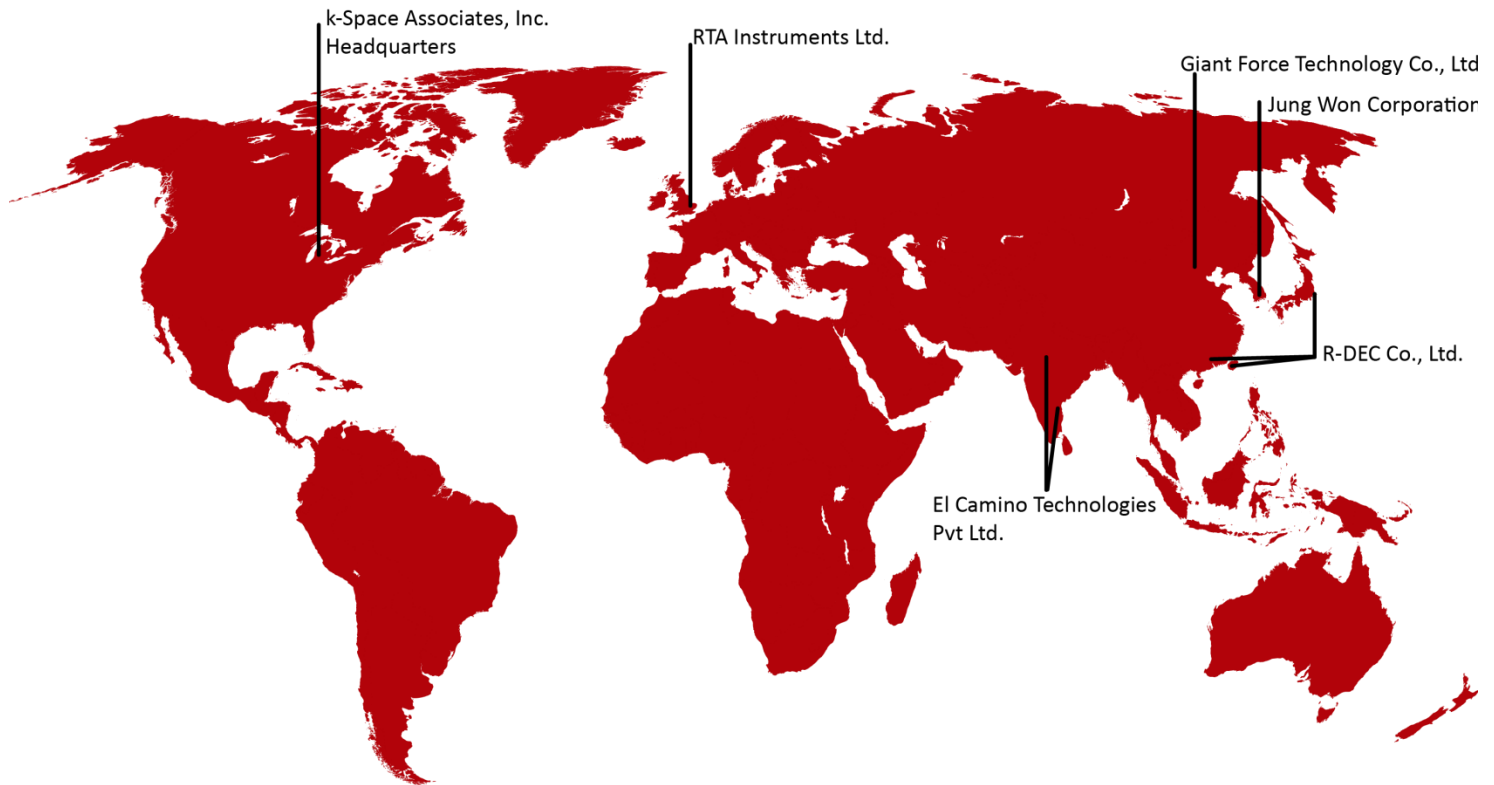 k-Space Associates, Inc.
Headquarters
RTA Instruments Ltd.
Giant Force Technology Co., Ltd
Jung Won Corporation
R-DEC Co., Ltd.
El Camino Technologies
Pvt Ltd.